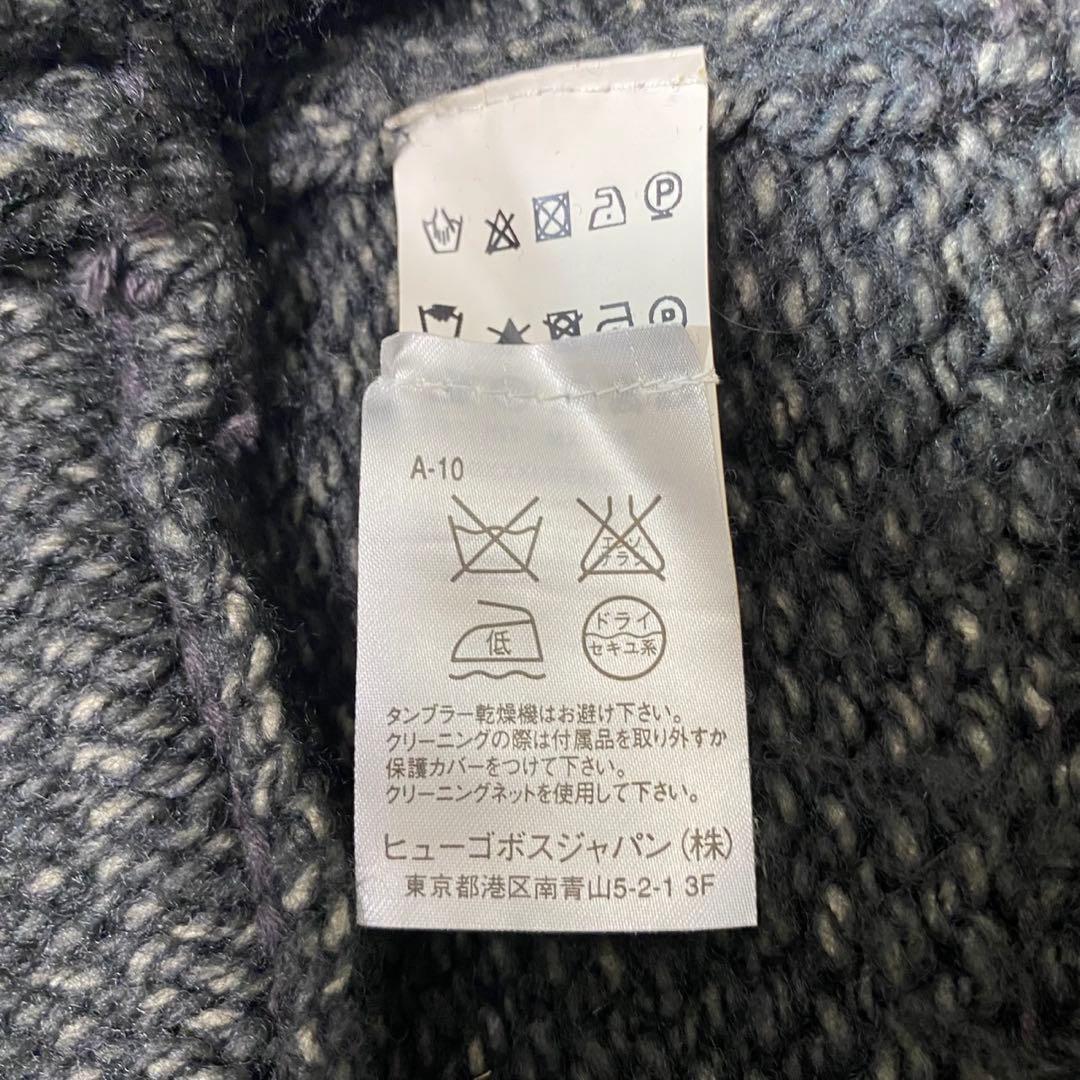 P
P
A-10
エンソ
サラシ
低
ドライ
セキユ系
タンブラー乾燥機はお避け下さい。
クリーニングの際は付属品を取り外すか
保護カバーをつけて下さい。
クリーニングネットを使用して下さい。
ヒューゴボスジャパン(株)
東京都港区南青山5-2-1 3F